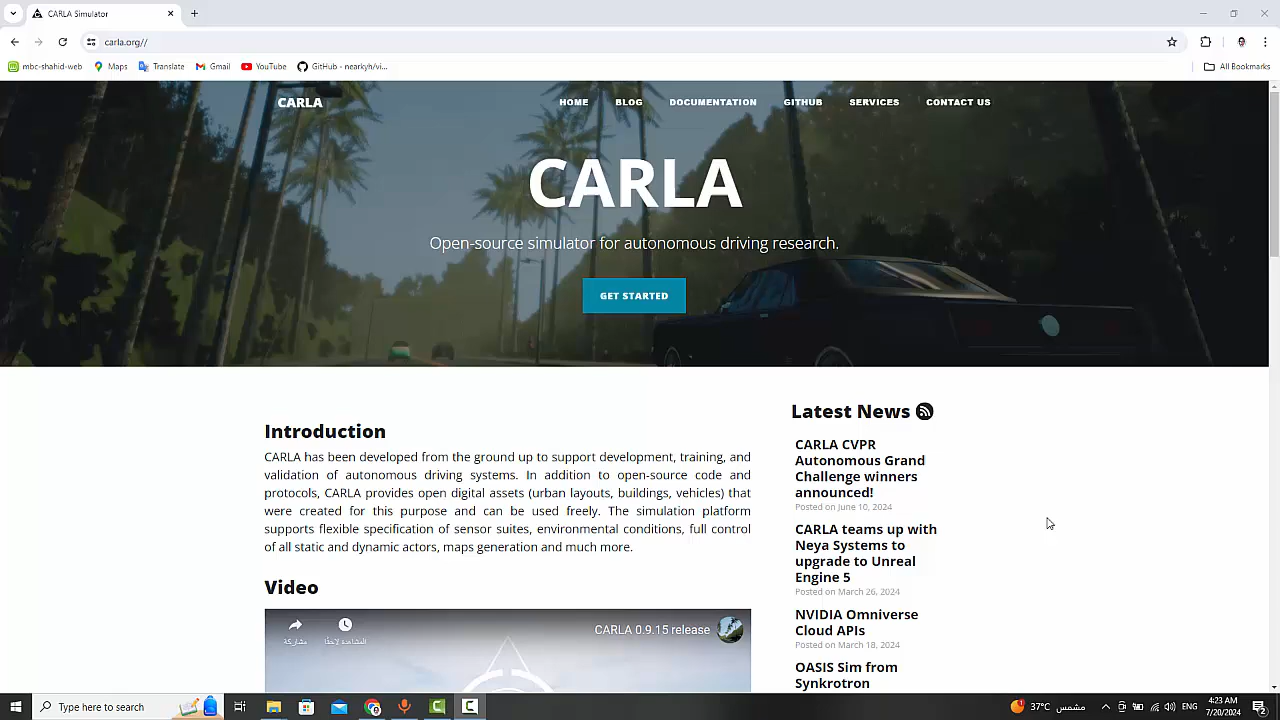 CARLA Simulator
carla.org//
mbc-shahid-web
Maps
Translate
Gmail
YouTube
GitHub - nearkyh/vi...
All Bookmarks
CARLA
HOME
BLOG
DOCUMENTATION
GITHUB
SERVICES
CONTACT US
CARLA
Open-source simulator for autonomous driving research.
GET STARTED
Introduction
CARLA has been developed from the ground up to support development, training, and
validation of autonomous driving systems. In addition to open-source code and
protocols, CARLA provides open digital assets (urban layouts, buildings, vehicles) that
were created for this purpose and can be used freely. The simulation platform
supports flexible specification of sensor suites, environmental conditions, full control
of all static and dynamic actors, maps generation and much more.
Video
CARLA 0.9.15 release
مشاركة
المشاهدة لاحقًا
Latest News
CARLA CVPR
Autonomous Grand
Challenge winners
announced!
Posted on June 10, 2024
CARLA teams up with
Neya Systems to
upgrade to Unreal
Engine 5
Posted on March 26, 2024
NVIDIA Omniverse
Cloud APIs
Posted on March 18, 2024
OASIS Sim from
Synkrotron
Type here to search
37°C مشمس
ENG
4:23 AM
7/20/2024
2